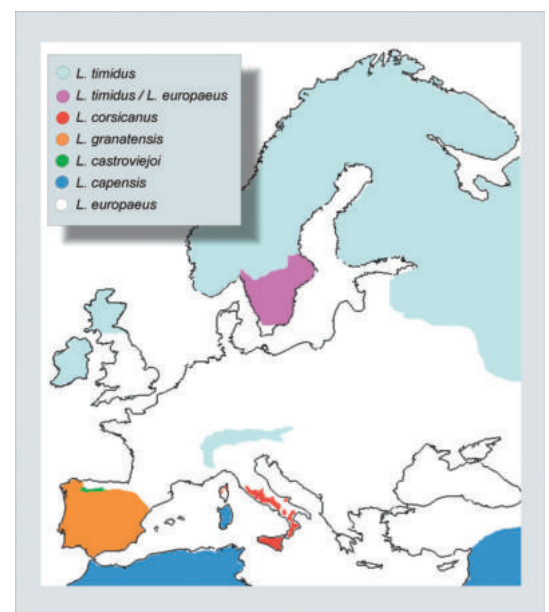 L. timidus
L. timidus / L. europaeus
L. corsicanus
L. granatensis
L. castroviejoi
L. capensis
L. europaeus